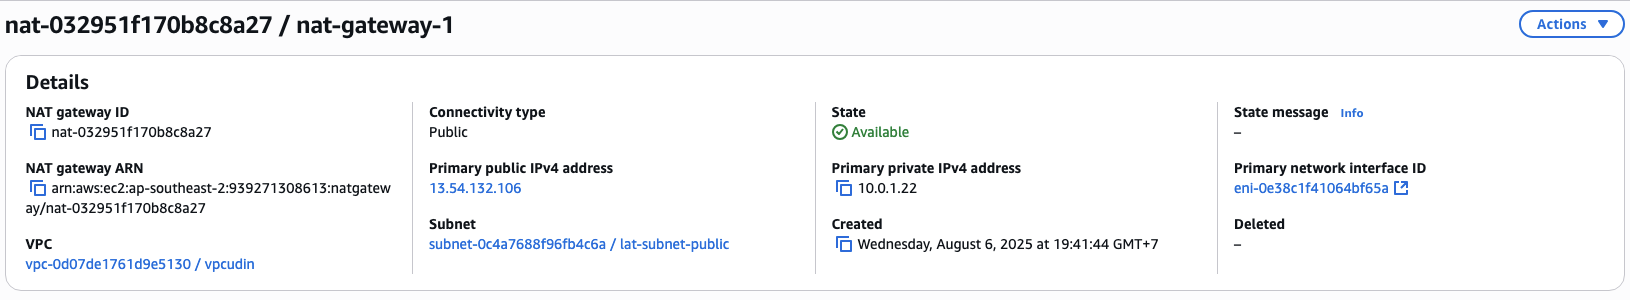 nat-032951f170b8c8a27 / nat-gateway-1
Actions
Details
NAT gateway ID
nat-032951f170b8c8a27
NAT gateway ARN
arn:aws:ec2:ap-southeast-2:939271308613:natgatew
ay/nat-032951f170b8c8a27
VPC
vpc-0d07de1761d9e5130 / vpcudin
Connectivity type
Public
Primary public IPv4 address
13.54.132.106
Subnet
subnet-0c4a7688f96fb4c6a / lat-subnet-public
State
Available
Primary private IPv4 address
10.0.1.22
Created
Wednesday, August 6, 2025 at 19:41:44 GMT+7
State message Info
–
Primary network interface ID
eni-0e38c1f41064bf65a
Deleted
–